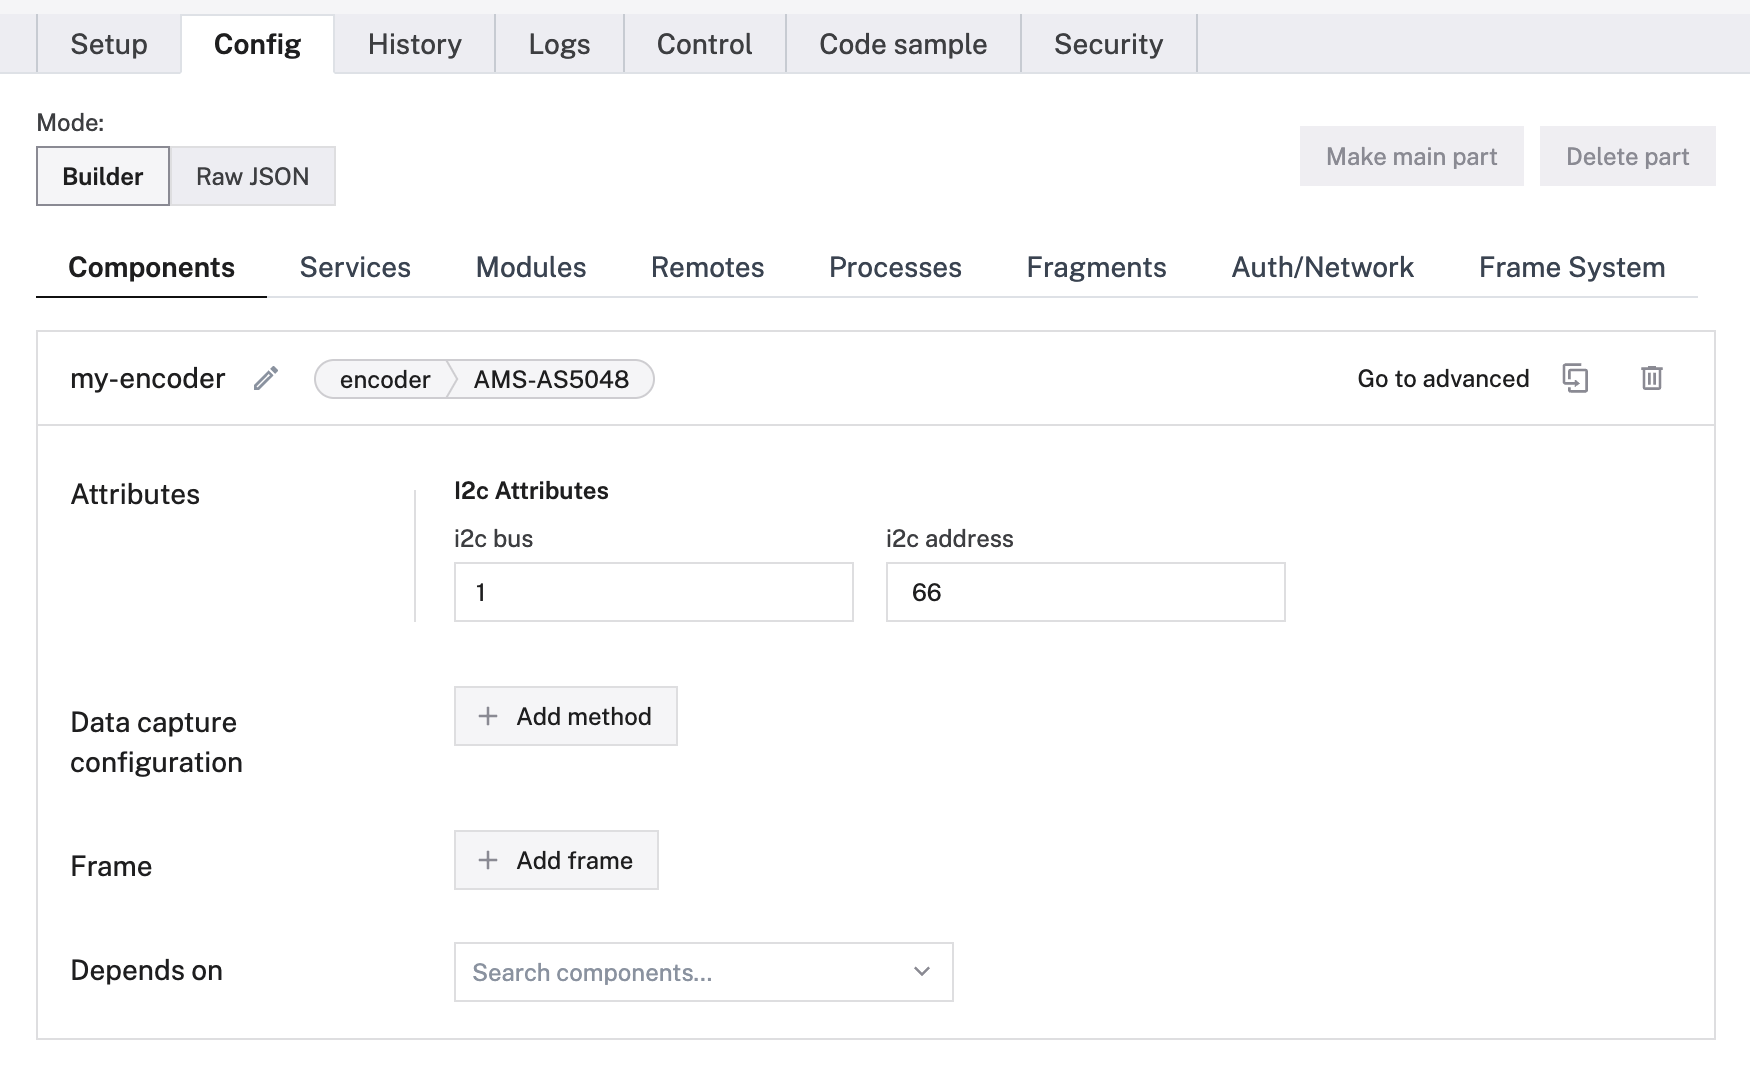 Setup Config History Logs Control Code sample Security
Mode:
Builder Raw JSON
Make main part Delete part
Components Services Modules Remotes Processes Fragments Auth/Network Frame System
my-encoder encoder AMS-AS5048 Go to advanced
Attributes
I2c Attributes
i2c bus i2c address
1 66
Data capture
configuration
Add method
Frame
Add frame
Depends on
Search components...